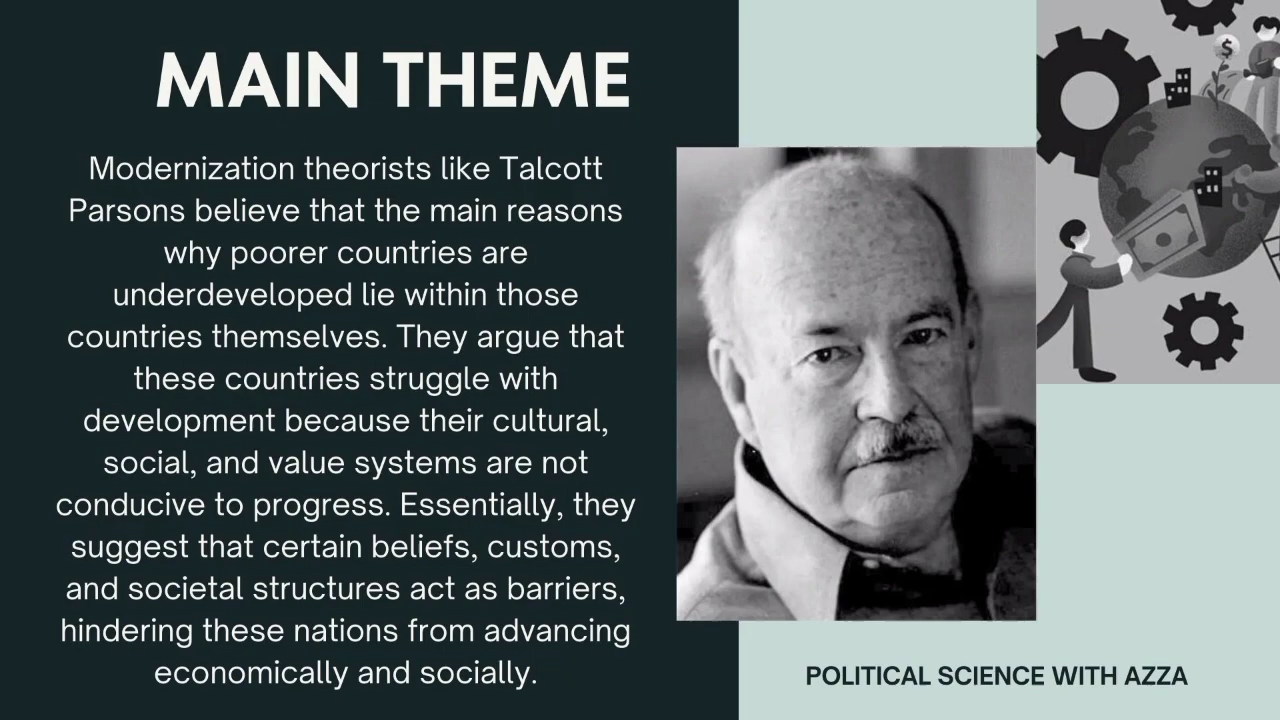 MAIN THEME
Modernization theorists like Talcott
Parsons believe that the main reasons
why poorer countries are
underdeveloped lie within those
countries themselves. They argue that
these countries struggle with
development because their cultural,
social, and value systems are not
conducive to progress. Essentially, they
suggest that certain beliefs, customs,
and societal structures act as barriers,
hindering these nations from advancing
economically and socially.
$
POLITICAL SCIENCE WITH AZZA